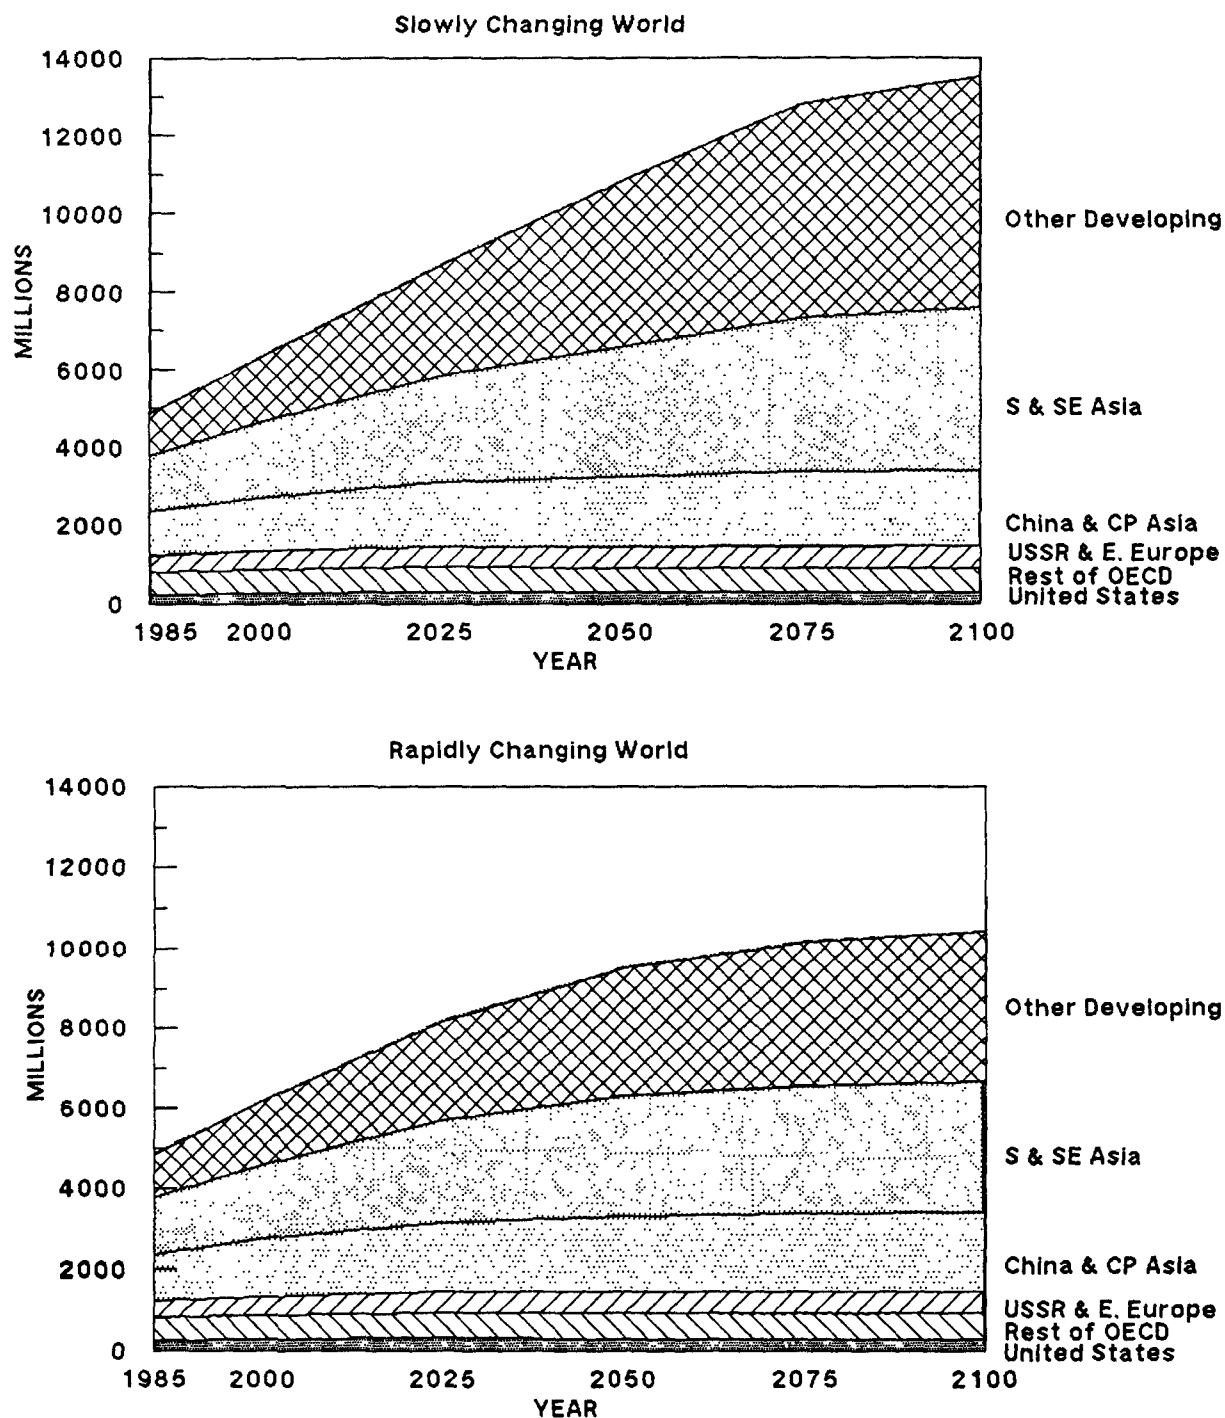 Slowly Changing World
14000
12000
10000
8000
6000
4000
2000
0
MILLIONS
Other Developing
S & SE Asia
China & CP Asia
USSR & E. Europe
Rest of OECD
United States
1985 2000 2025 2050 2075 2100
YEAR
Rapidly Changing World
14000
12000
10000
8000
6000
4000
2000
0
MILLIONS
Other Developing
S & SE Asia
China & CP Asia
USSR & E. Europe
Rest of OECD
United States
1985 2000 2025 2050 2075 2100
YEAR